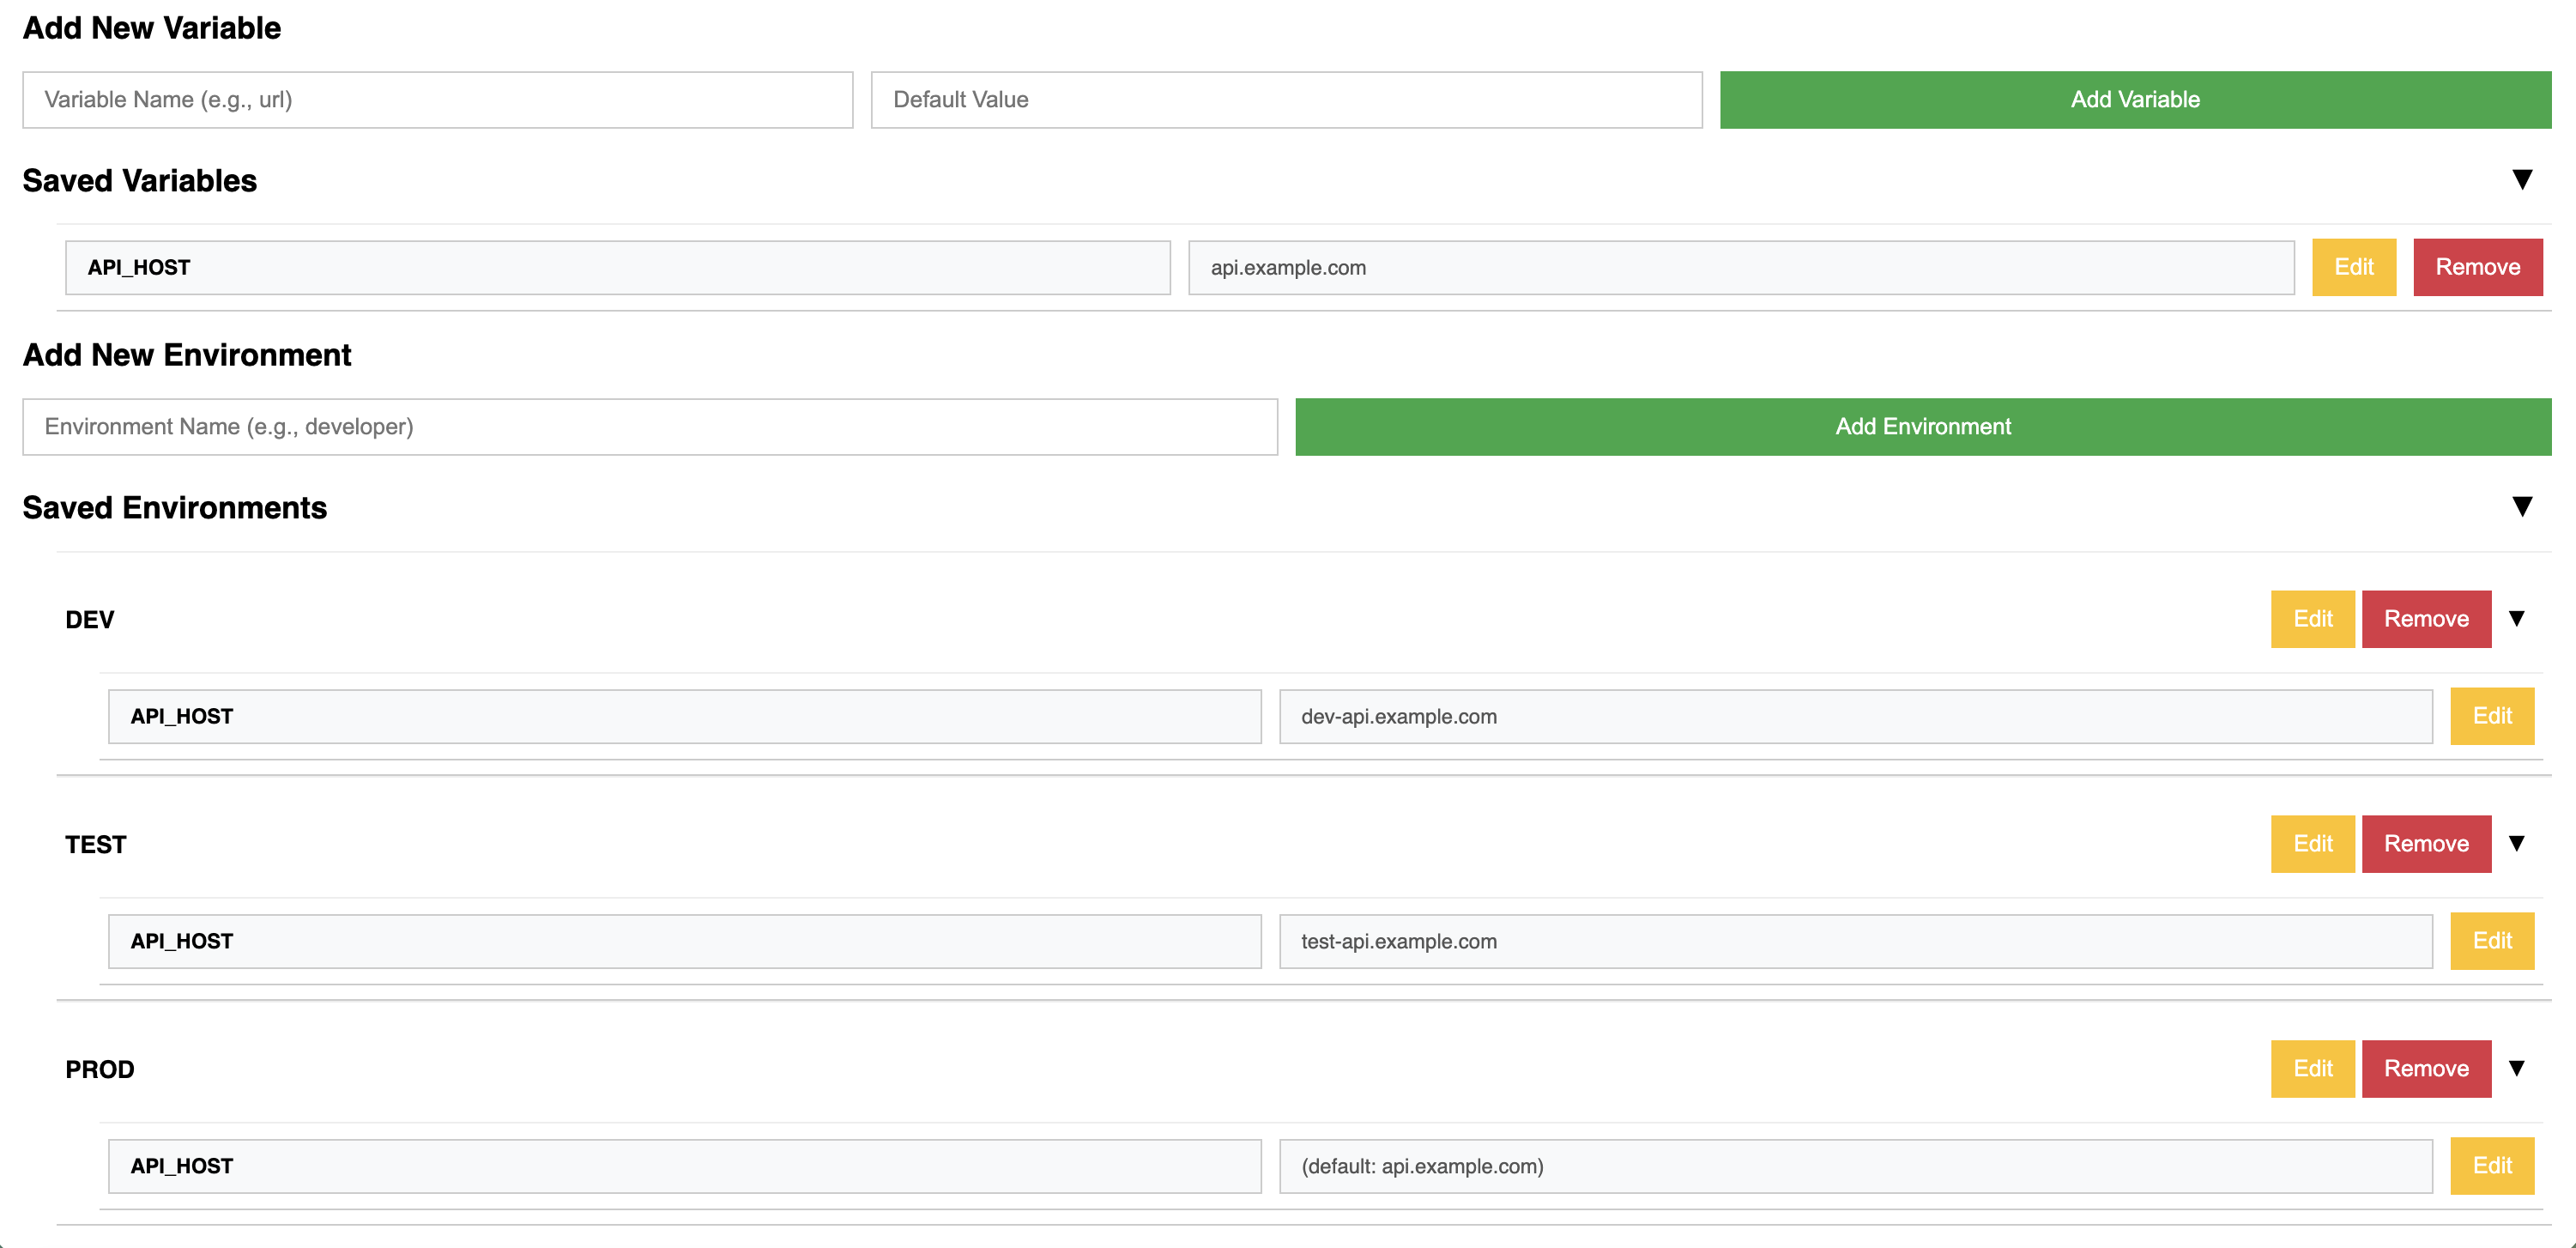 Add New Variable
Variable Name (e.g., url) Default Value Add Variable
Saved Variables ▼
API_HOST api.example.com Edit Remove
Add New Environment
Environment Name (e.g., developer) Add Environment
Saved Environments ▼
DEV Edit Remove ▼
API_HOST dev-api.example.com Edit
TEST Edit Remove ▼
API_HOST test-api.example.com Edit
PROD Edit Remove ▼
API_HOST (default: api.example.com) Edit